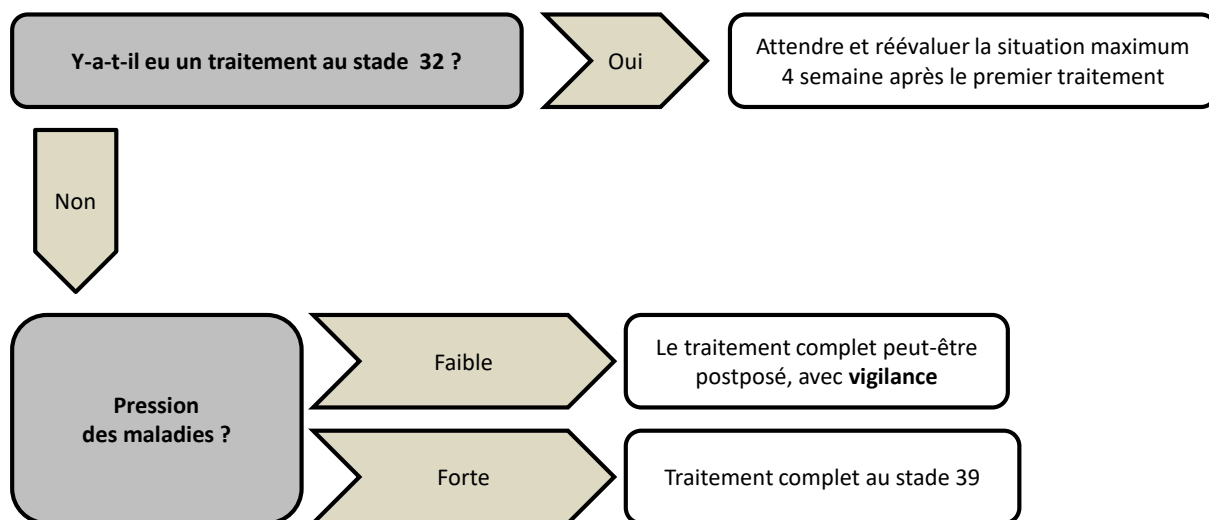 Y-a-t-il eu un traitement au stade 32 ?
Oui
Attendre et réévaluer la situation maximum
4 semaine après le premier traitement
Non
Pression
des maladies ?
Faible
Le traitement complet peut-être
postposé, avec vigilance
Forte
Traitement complet au stade 39